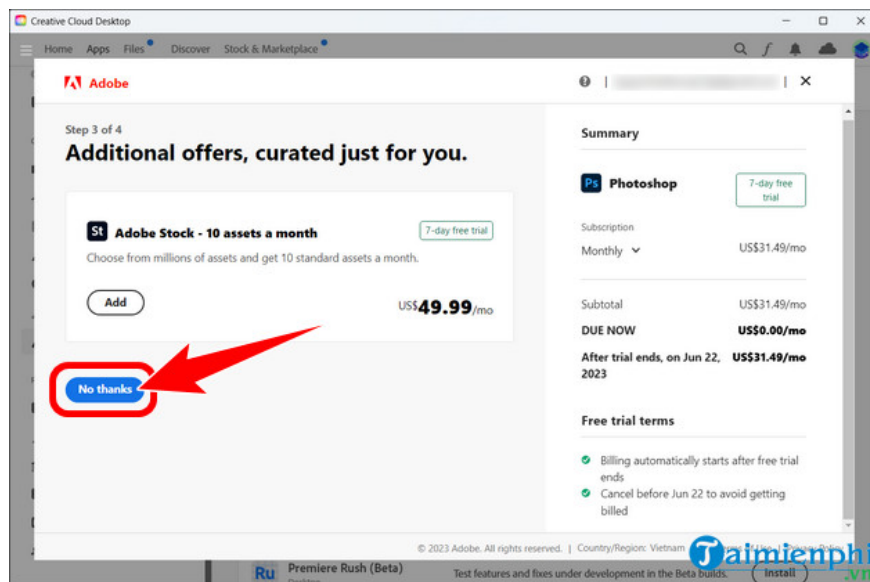 Creative Cloud Desktop
Home Apps Files Discover Stock & Marketplace
Adobe
Step 3 of 4
Additional offers, curated just for you.
St Adobe Stock - 10 assets a month
7-day free trial
Choose from millions of assets and get 10 standard assets a month.
Add
US$49.99/mo
No thanks
Summary
Ps Photoshop
7-day free
trial
Subscription
Monthly
US$31.49/mo
Subtotal
US$31.49/mo
DUE NOW
US$0.00/mo
After trial ends, on Jun 22,
2023
US$31.49/mo
Free trial terms
Billing automatically starts after free trial
ends
Cancel before Jun 22 to avoid getting
billed
© 2023 Adobe. All rights reserved. | Country/Region: Vietnam
Taimienphi
.vn
Ru Premiere Rush (Beta)
Test features and fixes under development in the Beta builds.
Install